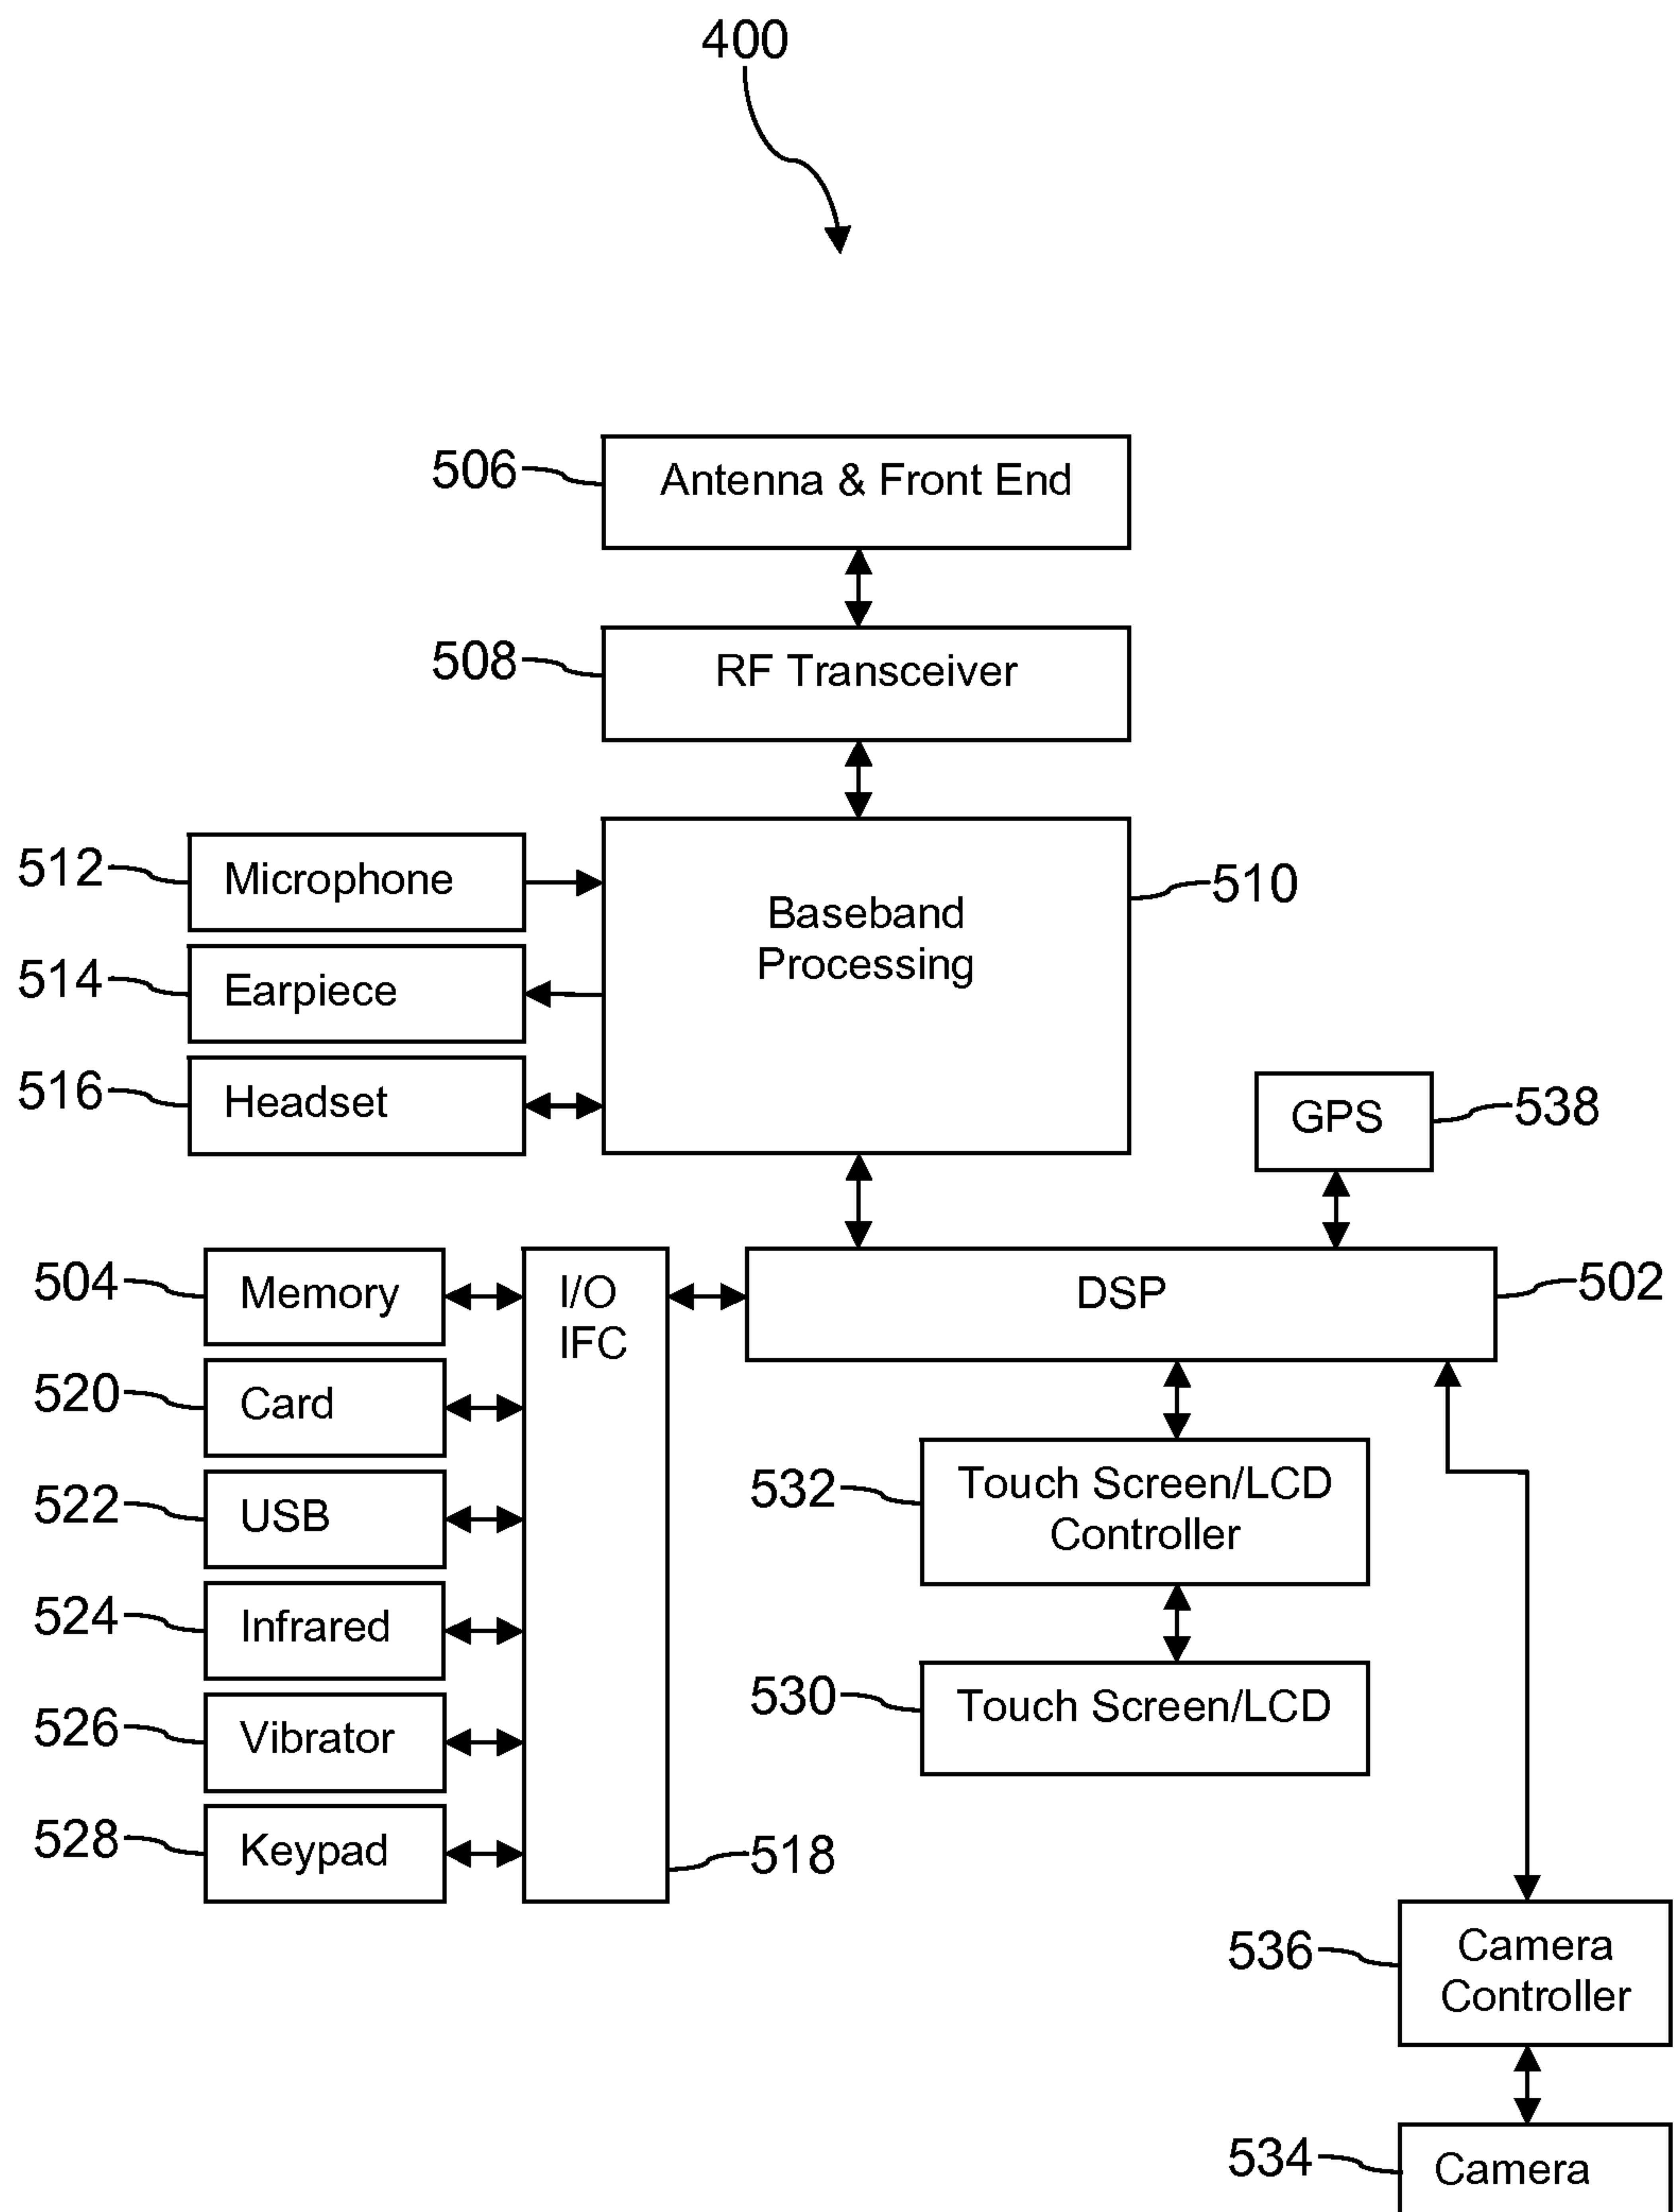 400
506
Antenna & Front End
508
RF Transceiver
512
Microphone
Baseband
Processing
510
514
Earpiece
516
Headset
GPS
538
504
Memory
I/O
IFC
DSP
502
520
Card
522
USB
532
Touch Screen/LCD
Controller
524
Infrared
530
Touch Screen/LCD
526
Vibrator
528
Keypad
518
536
Camera
Controller
534
Camera